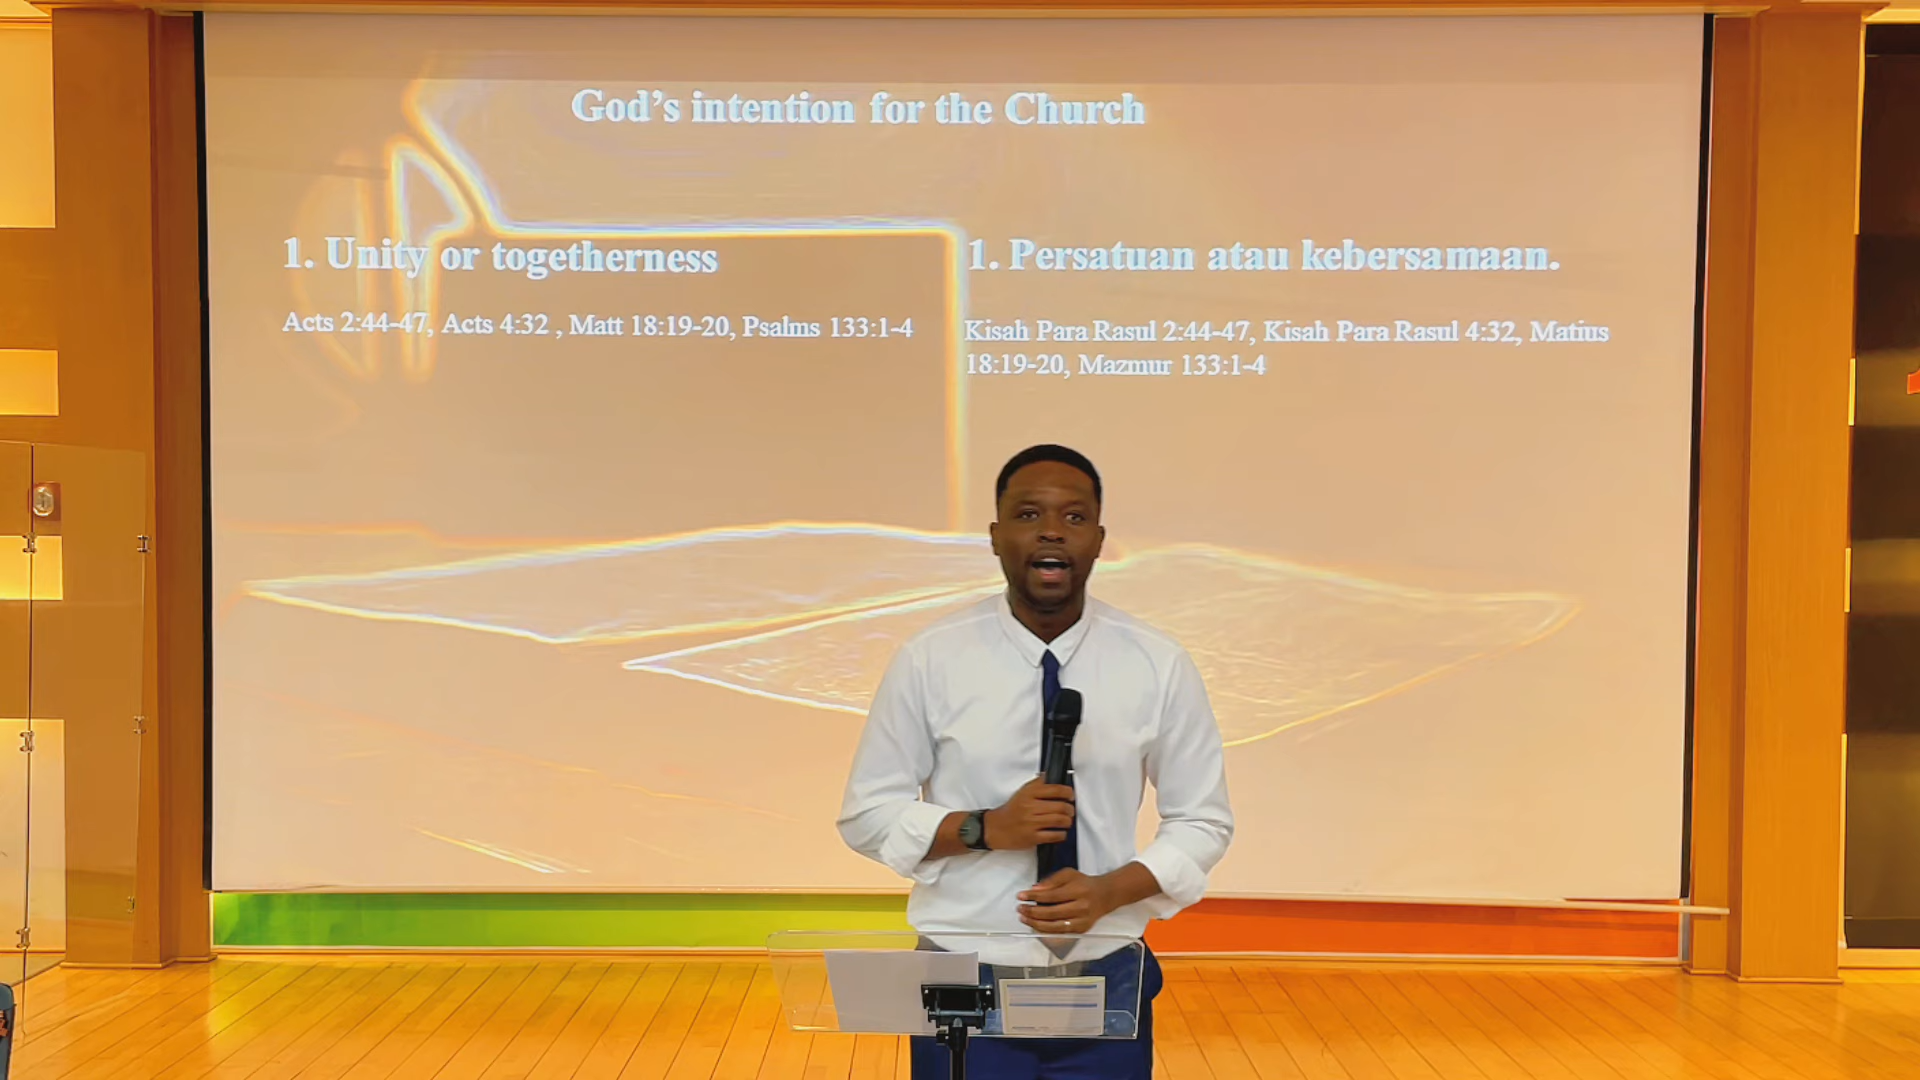 God's intention for the Church
1. Unity or togetherness
Acts 2:44-47, Acts 4:32 , Matt 18:19-20, Psalms 133:1-4
1. Persatuan atau kebersamaan.
Kisah Para Rasul 2:44-47, Kisah Para Rasul 4:32, Matius
18:19-20, Mazmur 133:1-4